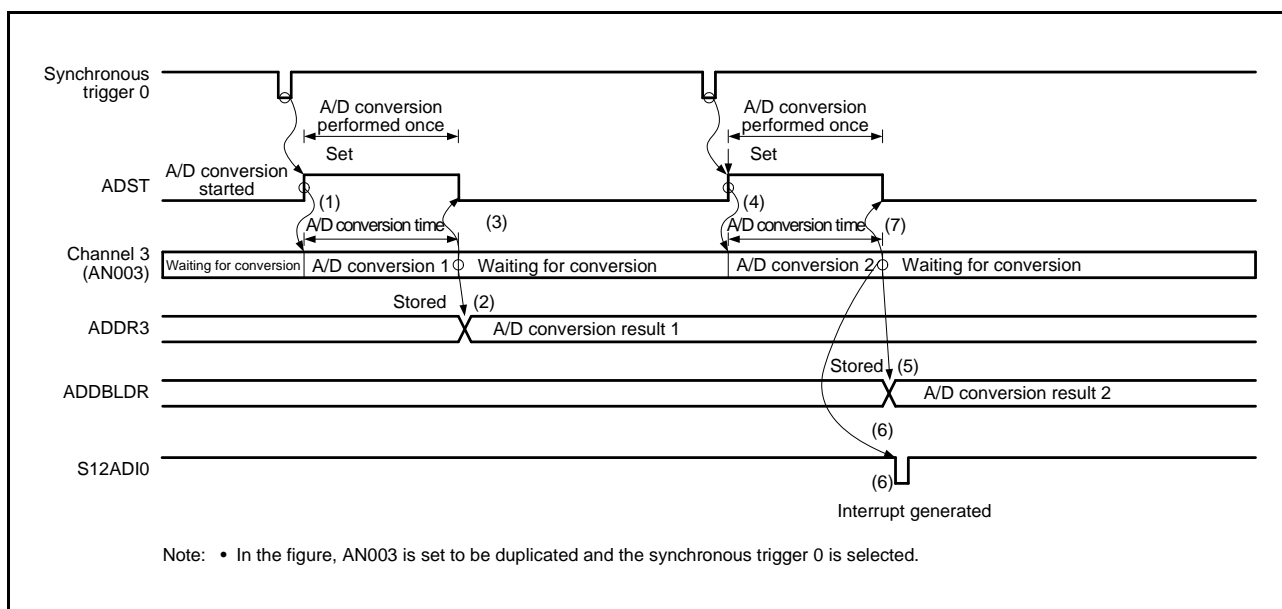 Synchronous
trigger 0
A/D conversion
performed once
A/D conversion
performed once
Set
Set
A/D conversion
started
ADST
(1)
(3)
(4)
(7)
A/D conversion time
A/D conversion time
Channel 3
(AN003)
Waiting for conversion
A/D conversion 1
Waiting for conversion
A/D conversion 2
Waiting for conversion
Stored
(2)
ADDR3
A/D conversion result 1
Stored
(5)
ADDBLDR
A/D conversion result 2
(6)
S12ADI0
(6)
Interrupt generated
Note: • In the figure, AN003 is set to be duplicated and the synchronous trigger 0 is selected.